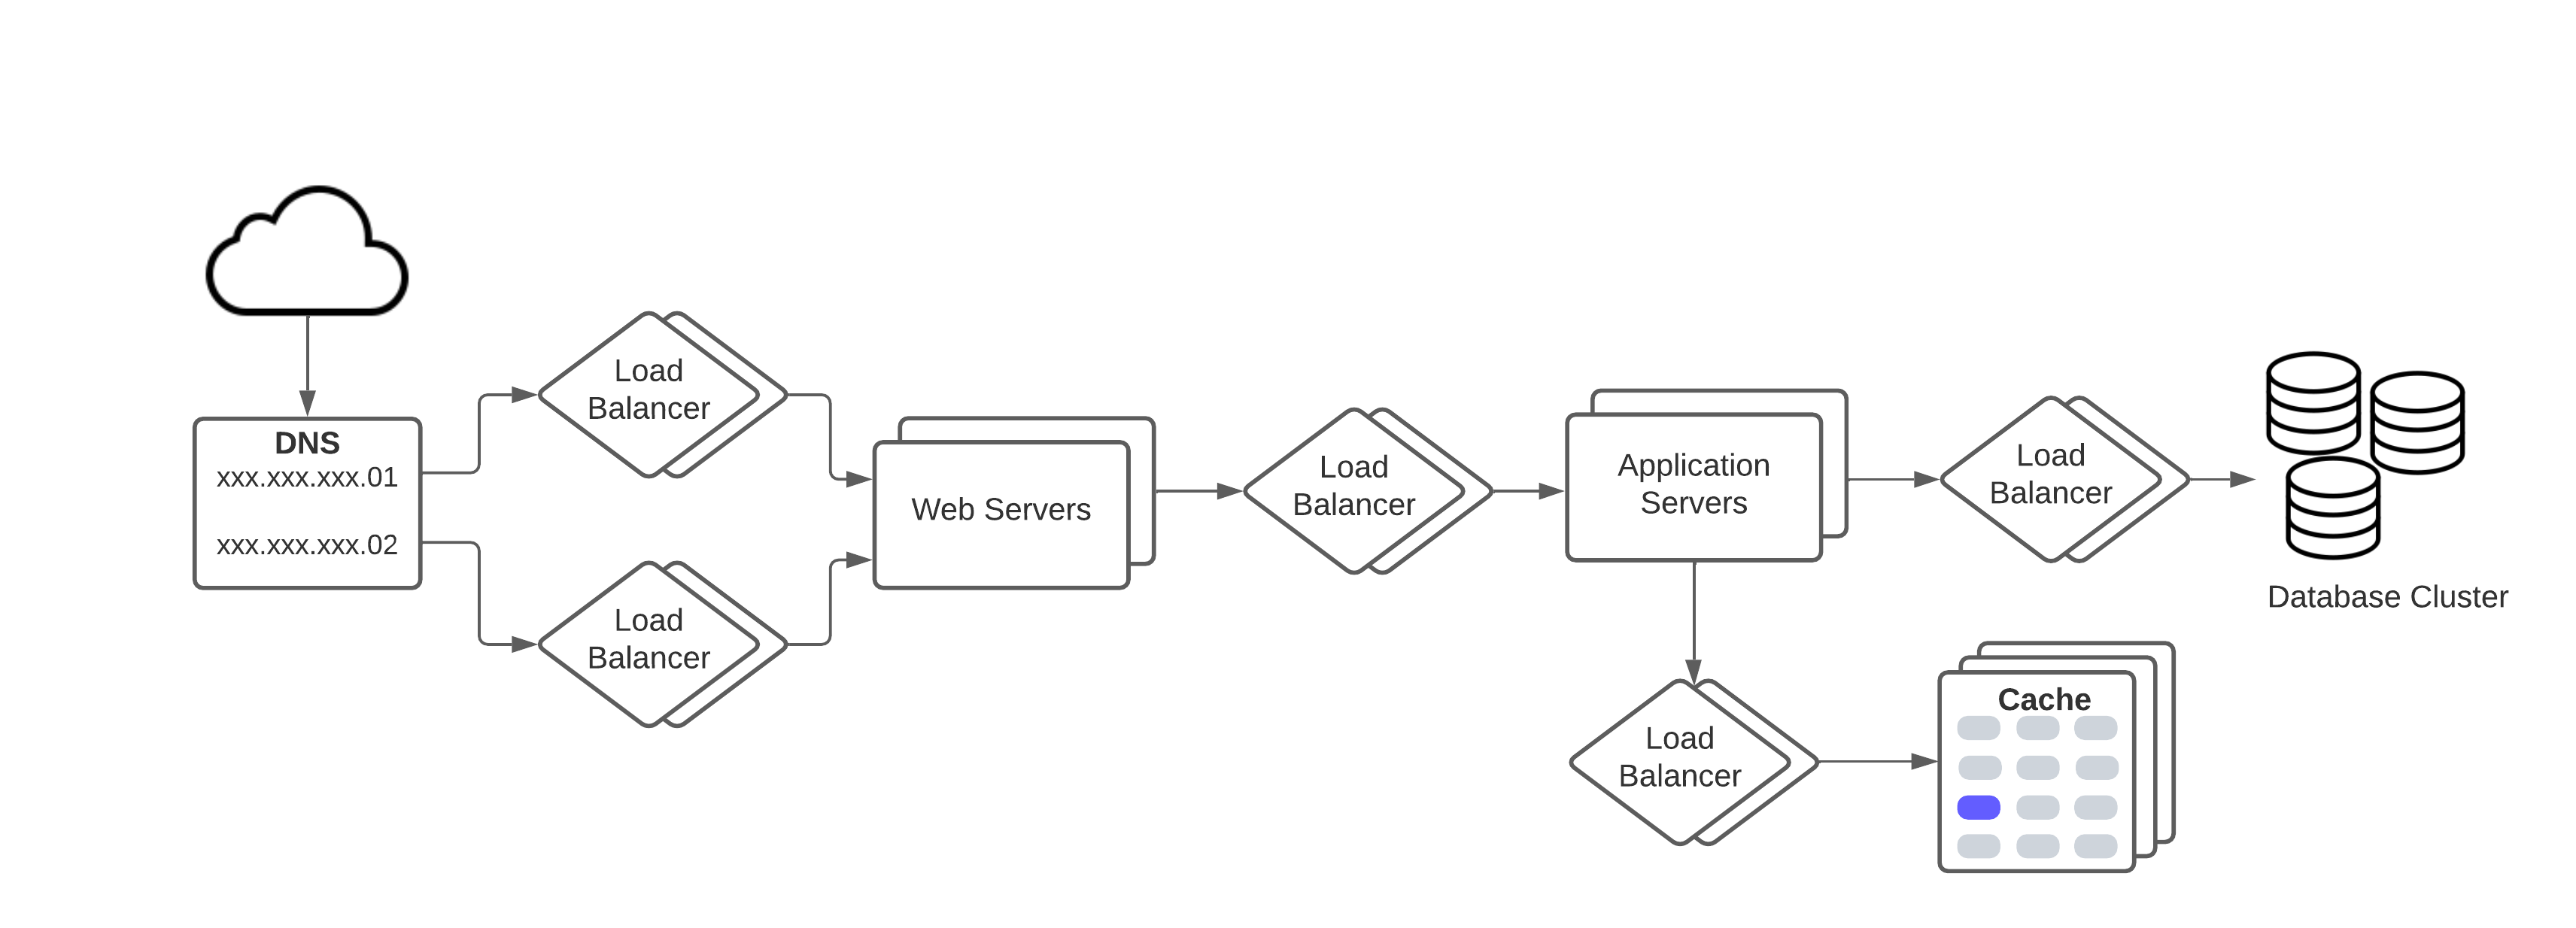 DNS
xxx.xxx.xxx.01
xxx.xxx.xxx.02
Load
Balancer
Load
Balancer
Web Servers
Load
Balancer
Application
Servers
Load
Balancer
Database Cluster
Load
Balancer
Cache